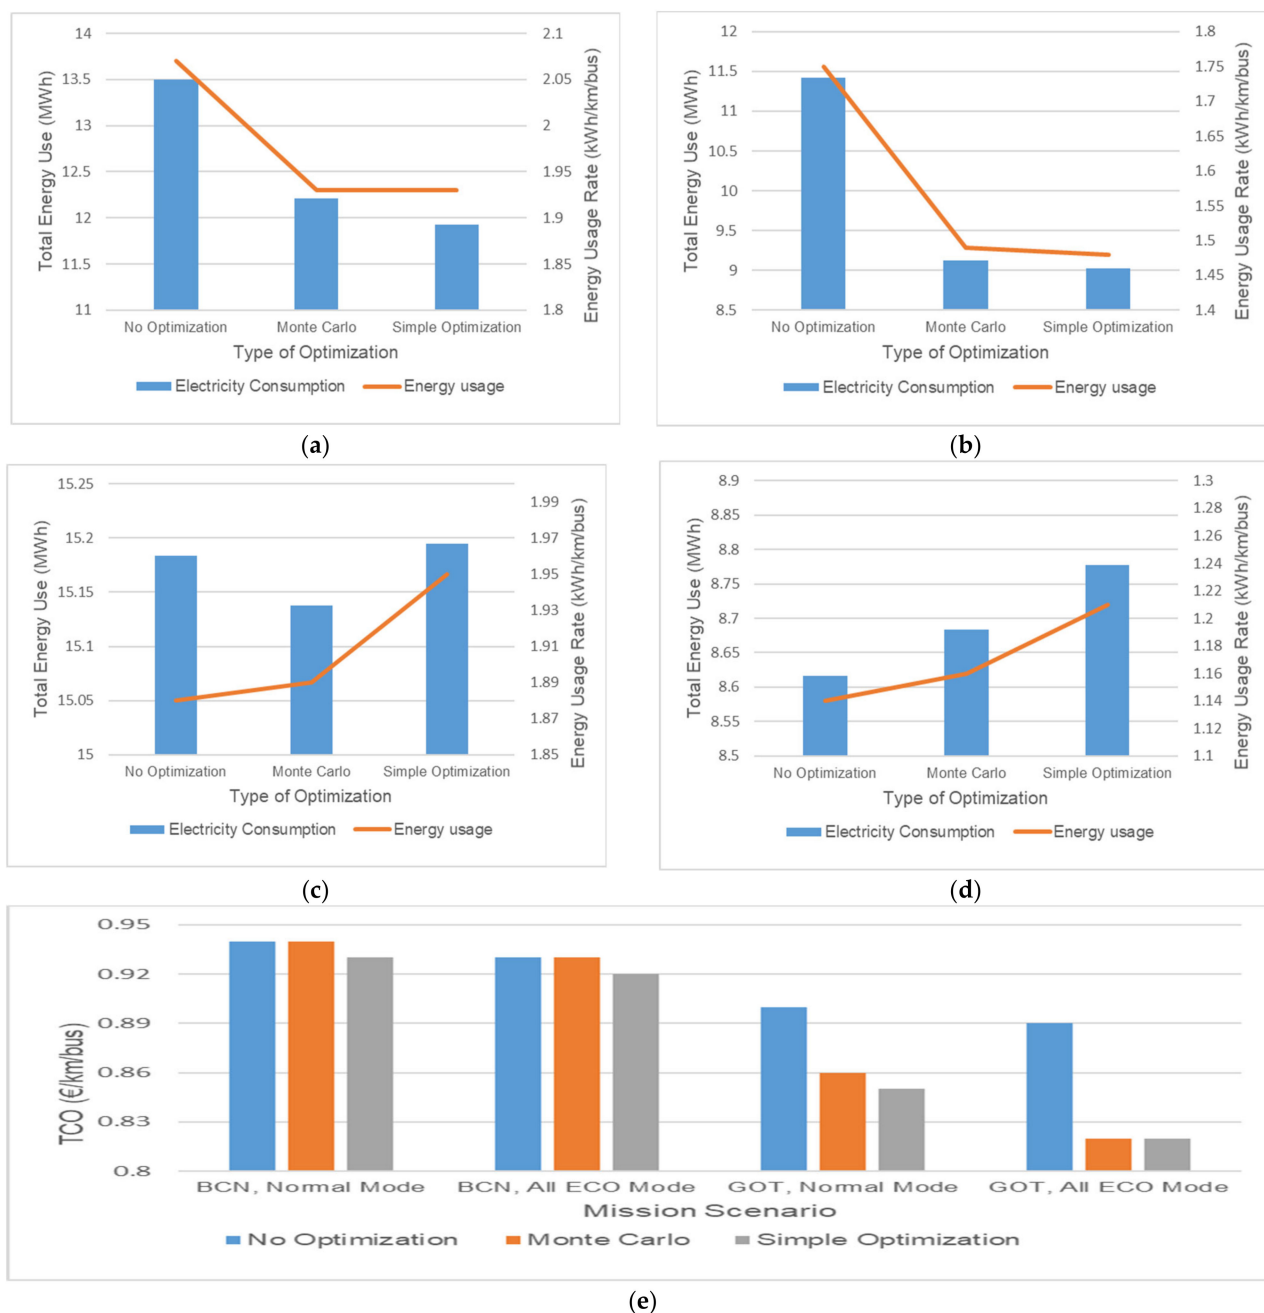 14
13.5
13
12.5
12
11.5
11
Total Energy Use (MWh)
2.1
2.05
2
1.95
1.9
1.85
1.8
Energy Usage Rate (kWh/km/bus)
No Optimization Monte Carlo Simple Optimization
Type of Optimization
Electricity Consumption Energy usage
(a)
12
11.5
11
10.5
10
9.5
9
8.5
Total Energy Use (MWh)
1.8
1.75
1.7
1.65
1.6
1.55
1.5
1.45
1.4
Energy Usage Rate (kWh/km/bus)
No Optimization Monte Carlo Simple Optimization
Type of Optimization
Electricity Consumption Energy usage
(b)
15.25
15.2
15.15
15.1
15.05
15
Total Energy Use (MWh)
1.99
1.97
1.95
1.93
1.91
1.89
1.87
1.85
Energy Usage Rate (kWh/km/bus)
No Optimization Monte Carlo Simple Optimization
Type of Optimization
Electricity Consumption Energy usage
(c)
8.9
8.85
8.8
8.75
8.7
8.65
8.6
8.55
8.5
Total Energy Use (MWh)
1.3
1.28
1.26
1.24
1.22
1.2
1.18
1.16
1.14
1.12
1.1
Energy Usage Rate (kWh/km/bus)
No Optimization Monte Carlo Simple Optimization
Type of Optimization
Electricity Consumption Energy usage
(d)
0.95
0.92
0.89
0.86
0.83
0.8
TCO (€/km/bus)
BCN, Normal Mode BCN, All ECO Mode GOT, Normal Mode GOT, All ECO Mode
Mission Scenario
No Optimization Monte Carlo Simple Optimization
(e)